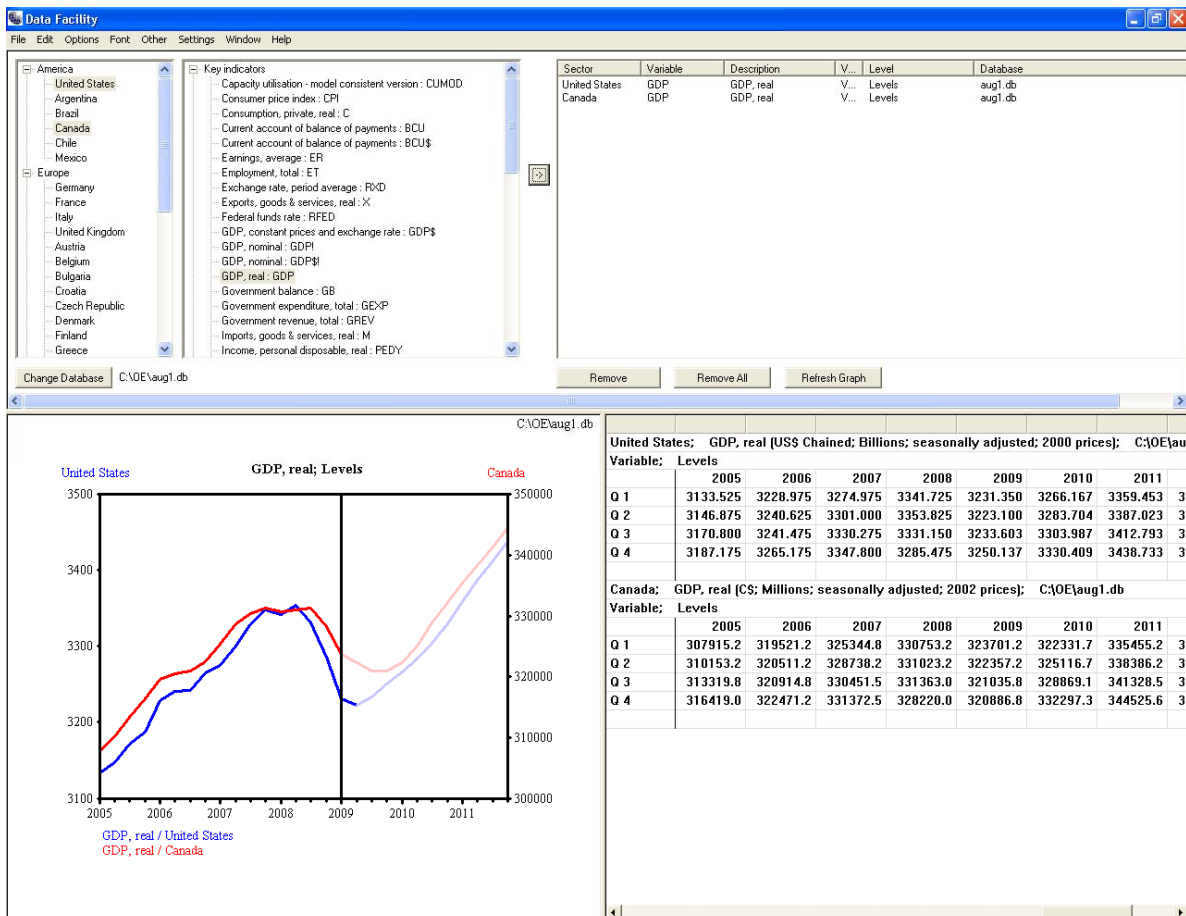 Data Facility
File Edit Options Font Other Settings Window Help
America
United States
Argentina
Brazil
Canada
Chile
Mexico
Europe
Germany
France
Italy
United Kingdom
Austria
Belgium
Bulgaria
Croatia
Czech Republic
Denmark
Finland
Greece
Key indicators
Capacity utilisation - model consistent version : CUMOD
Consumer price index : CPI
Consumption, private, real : C
Current account of balance of payments : BCU
Current account of balance of payments : BCU$
Earnings, average : ER
Employment, total : ET
Exchange rate, period average : RXD
Exports, goods & services, real : X
Federal funds rate : RFED
GDP, constant prices and exchange rate : GDP$
GDP, nominal : GDP!
GDP, nominal : GDP$!
GDP, real : GDP
Government balance : GB
Government expenditure, total : GEXP
Government revenue, total : GREV
Imports, goods & services, real : M
Income, personal disposable, real : PEDY
Sector Variable Description V... Level Database
United States GDP GDP, real V... Levels aug1.db
Canada GDP GDP, real V... Levels aug1.db
Change Database C:\OE\aug1.db
Remove Remove All Refresh Graph
C:\OE\aug1.db
United States GDP, real; Levels Canada
3500 350000
3400 340000
3300 330000
3200 320000
310000
3100 300000
2005 2006 2007 2008 2009 2010 2011
GDP, real / United States
GDP, real / Canada
United States; GDP, real (US$ Chained; Billions; seasonally adjusted; 2000 prices); C:\OE\au
Variable; Levels
2005 2006 2007 2008 2009 2010 2011
Q 1 3133.525 3228.975 3274.975 3341.725 3231.350 3266.167 3359.453 3
Q 2 3146.875 3240.625 3301.000 3353.825 3223.100 3283.704 3387.023 3
Q 3 3170.800 3241.475 3330.275 3331.150 3233.603 3303.987 3412.793 3
Q 4 3187.175 3265.175 3347.800 3285.475 3250.137 3330.409 3438.733 3
Canada; GDP, real (C$; Millions; seasonally adjusted; 2002 prices); C:\OE\aug1.db
Variable; Levels
2005 2006 2007 2008 2009 2010 2011
Q 1 307915.2 319521.2 325344.8 330753.2 323701.2 322331.7 335455.2 3
Q 2 310153.2 320511.2 328738.2 331023.2 322357.2 325116.7 338386.2 3
Q 3 313319.8 320914.8 330451.5 331363.0 321035.8 328869.1 341328.5 3
Q 4 316419.0 322471.2 331372.5 328220.0 320886.8 332297.3 344525.6 3